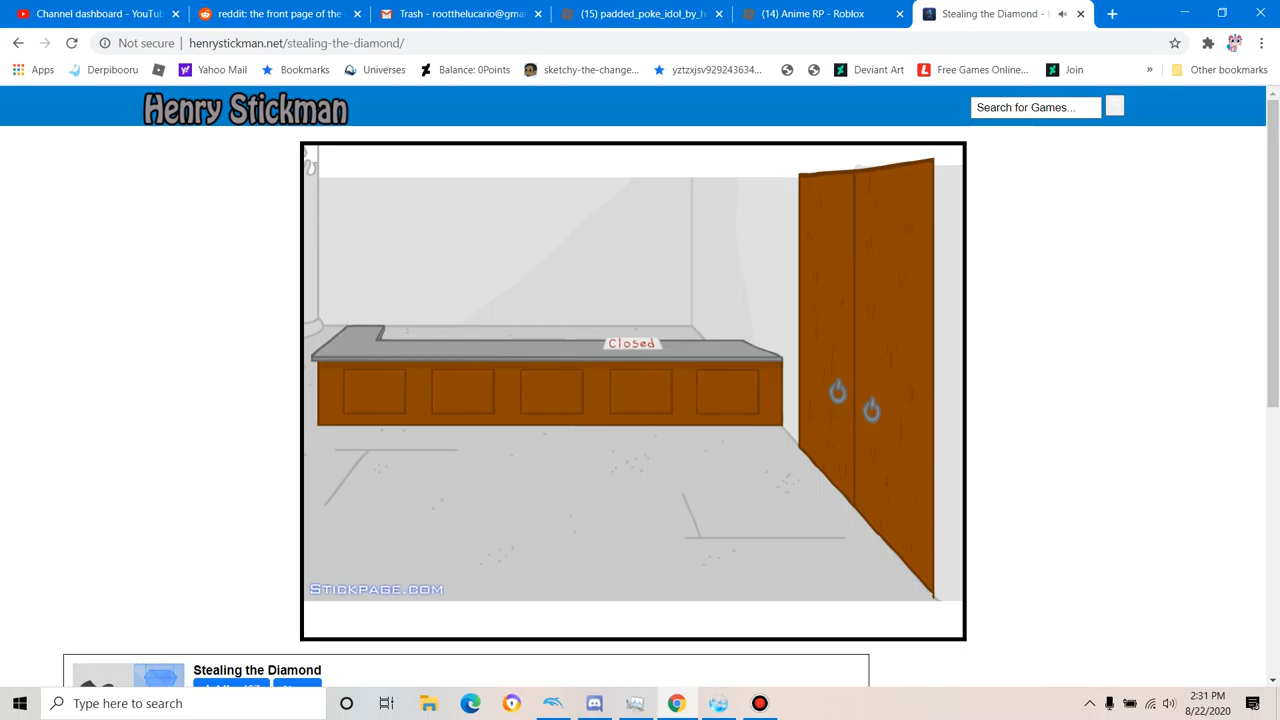 Channel dashboard - YouTub
reddit: the front page of the
Trash - rootthelucario@gma
(15) padded_poke_idol_by_h
(14) Anime RP - Roblox
Stealing the Diamond -
Not secure
henrystickman.net/stealing-the-diamond/
Apps
Derpibooru
Yahoo Mail
Bookmarks
Universes
Balance: 0Points
sketchy-the-change...
yztzxjsv929243634...
Deviant Art
Free Games Online...
Join
»
Other bookmarks
Henry Stickman
Search for Games...
Closed
STICKPAGE.COM
Stealing the Diamond
Type here to search
2:31 PM
8/22/2020